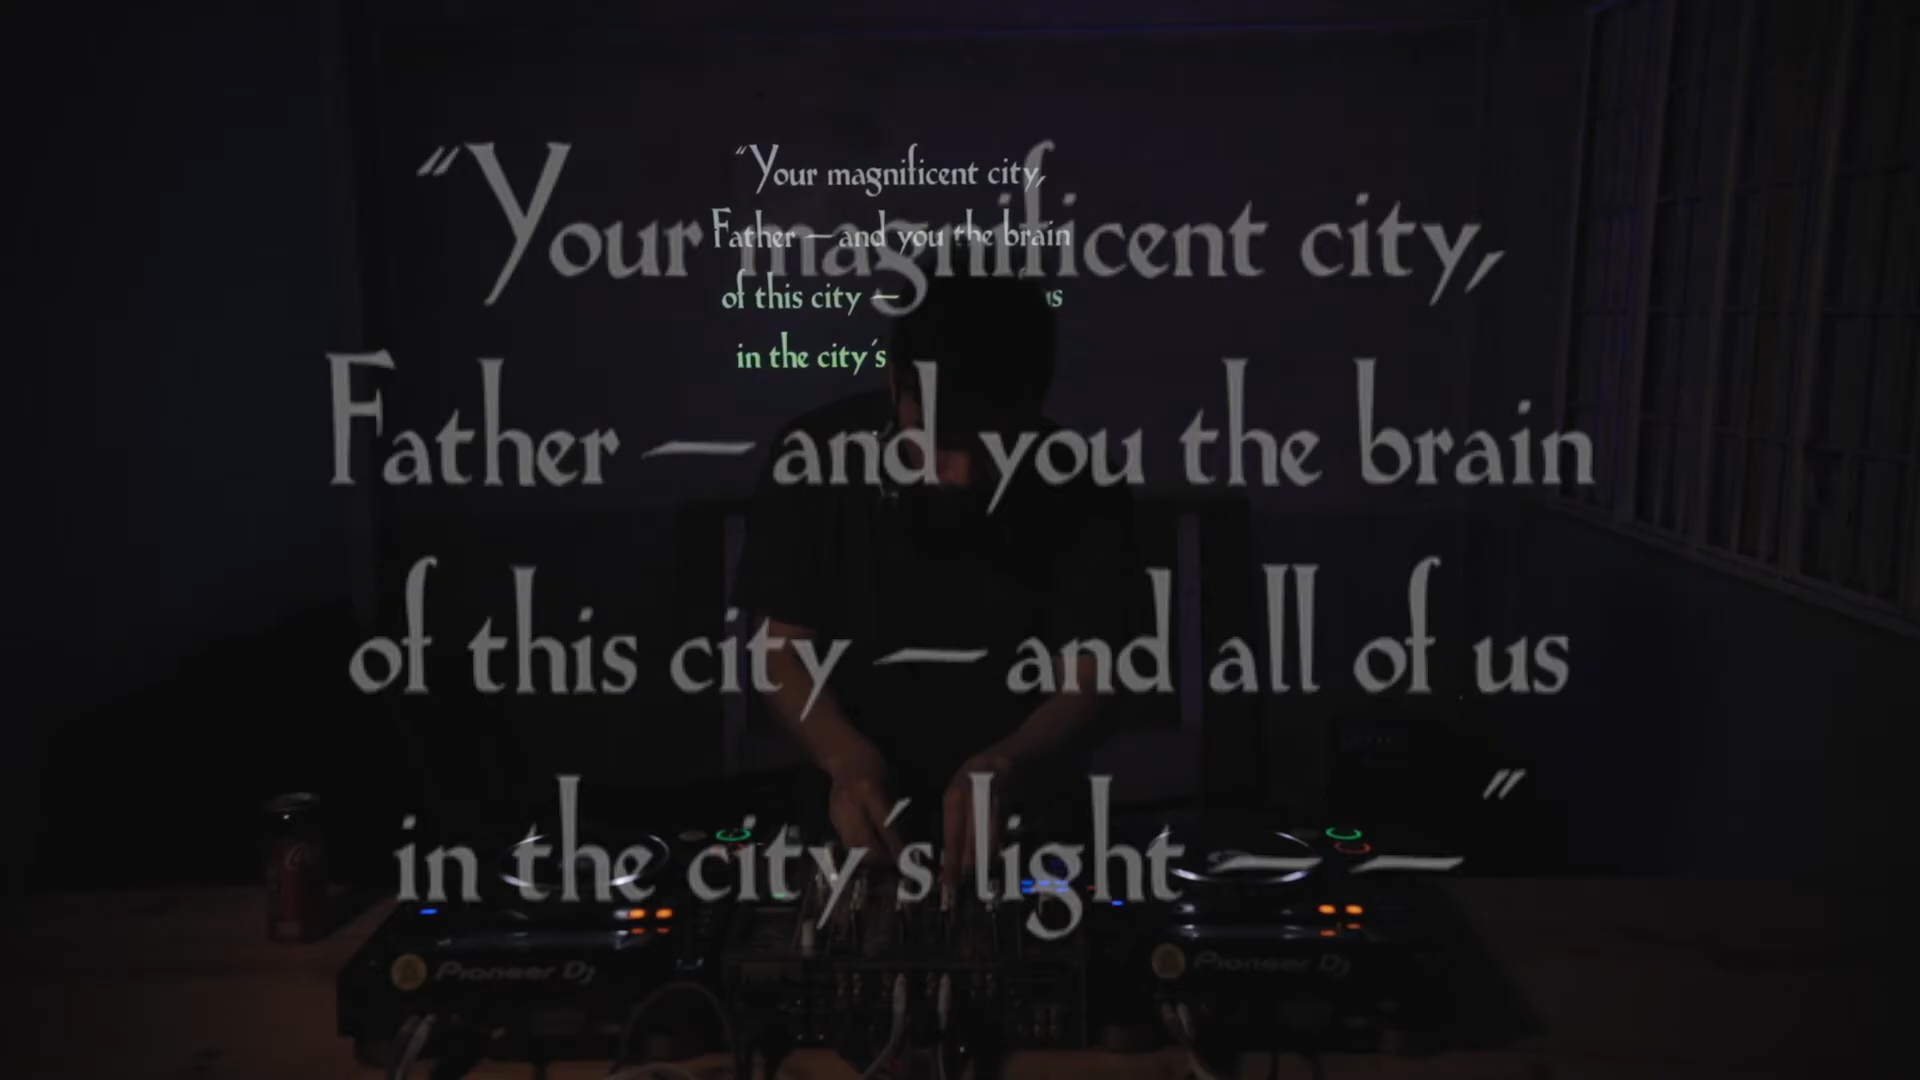 "Your magnificent city,
Father — and you the brain
of this city — and all of us
in the city's light — — "
"Your magnificent city,
Father — and you the brain
of this city — us
in the city's
Pioneer DJ
Pioneer DJ